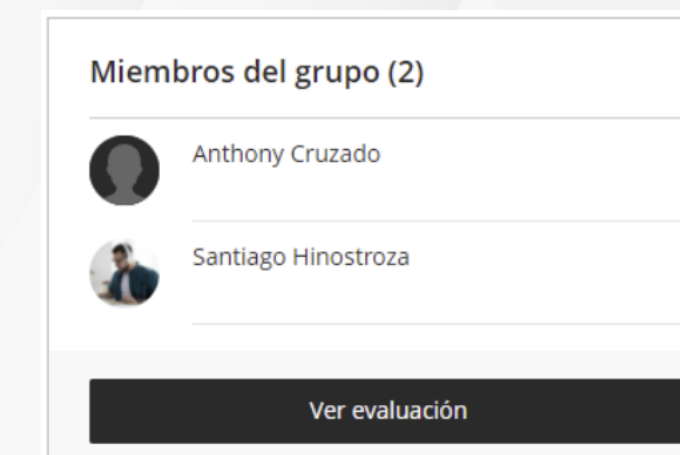 Miembros del grupo (2)
Anthony Cruzado
Santiago Hinostroza
Ver evaluación